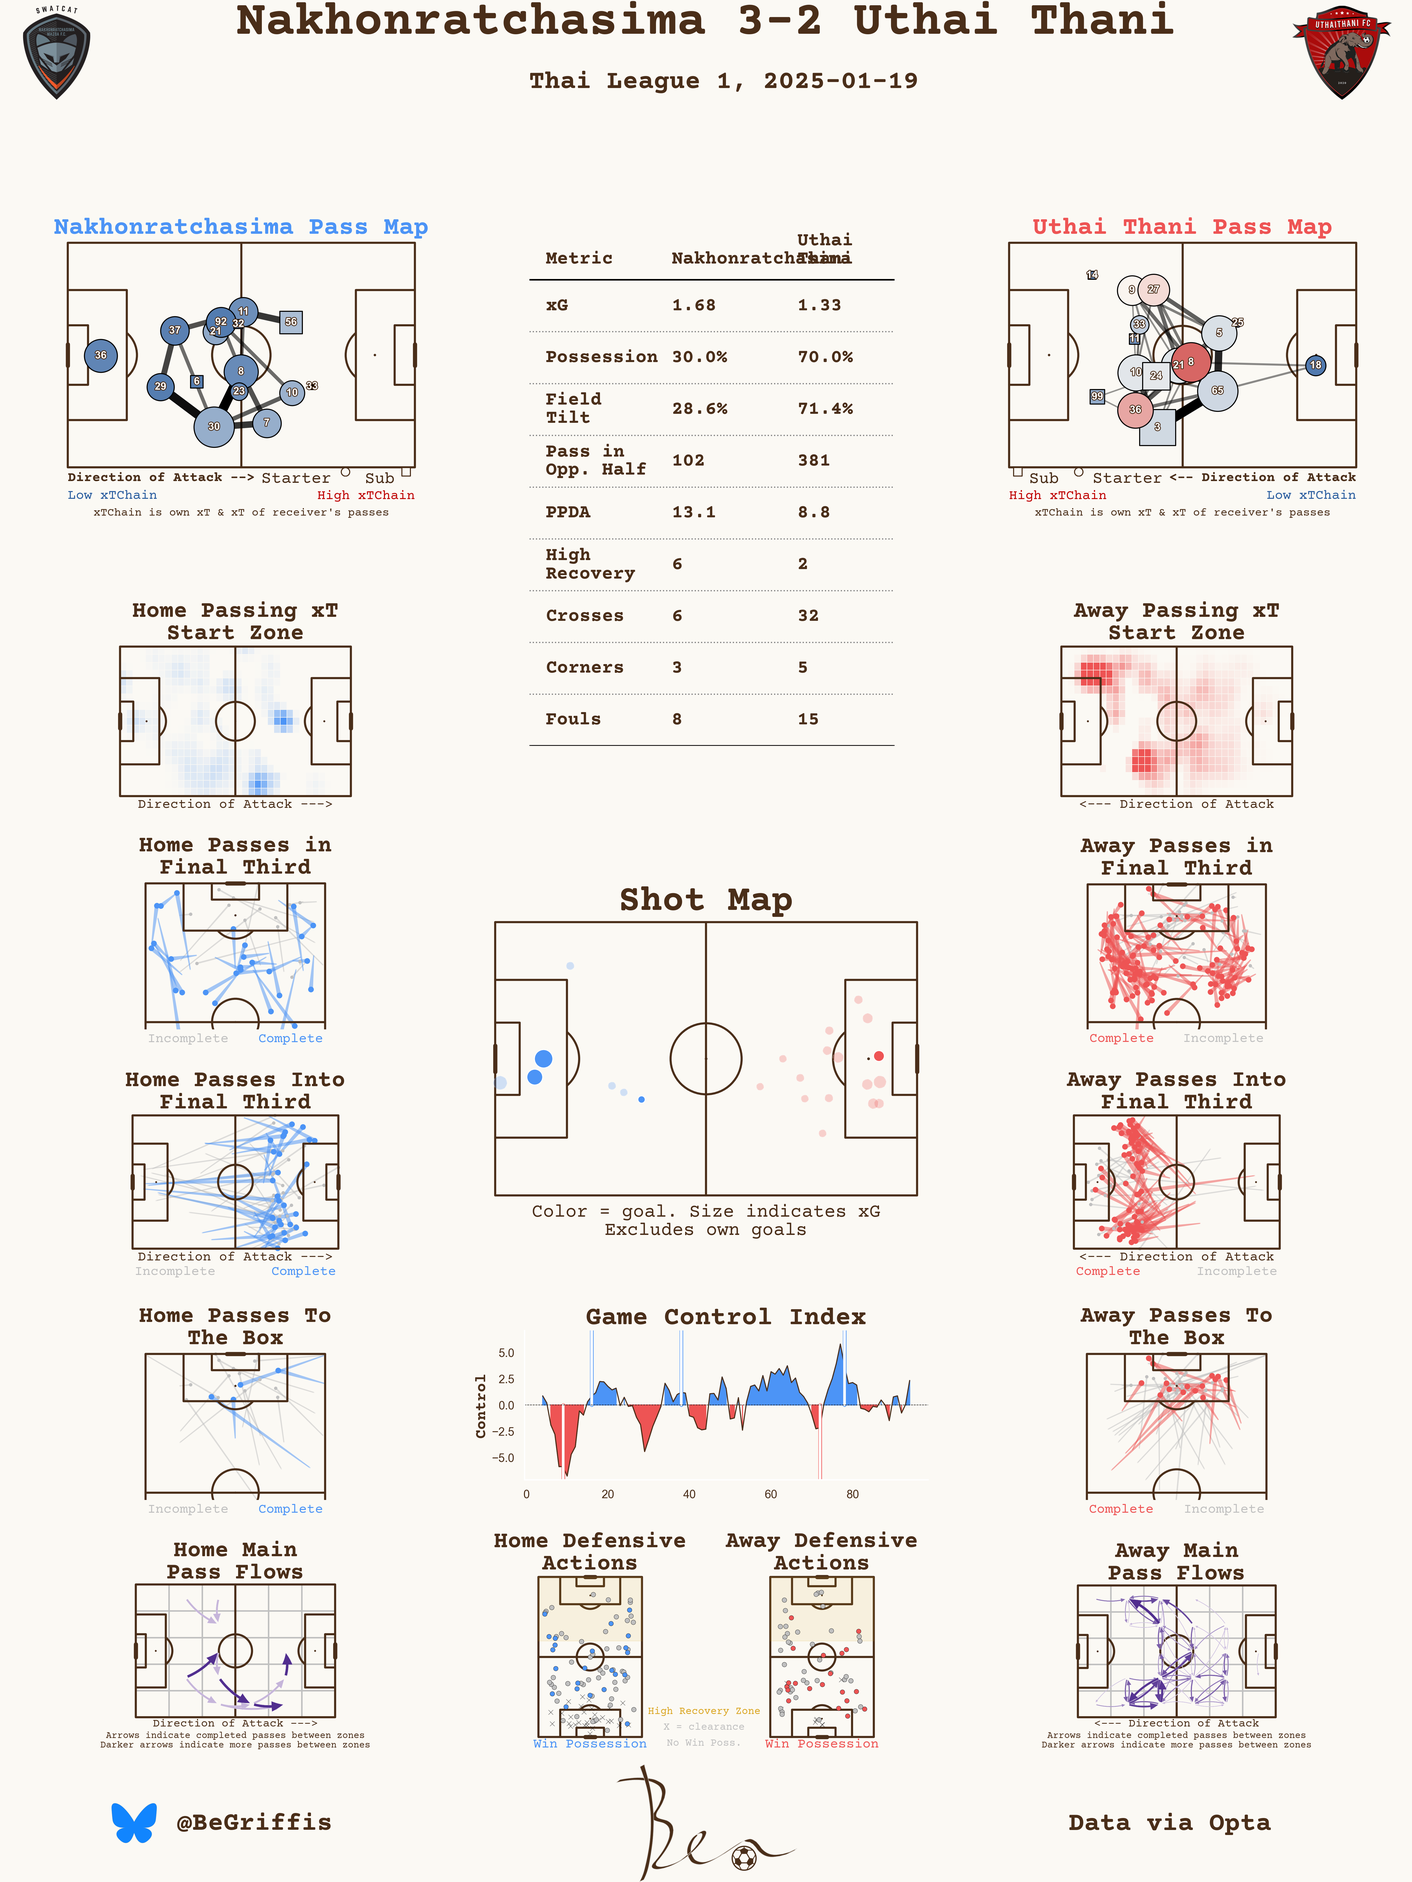 Nakhonratchasima 3-2 Uthai Thani
Thai League 1, 2025-01-19
SWATCAT
NAKHONRATCHASIMA
MAZDA F.C.
UTHAITHANI FC
Nakhonratchasima Pass Map
36
37
29
6
30
21
92
32
11
56
8
23
7
10
33
Direction of Attack --> Starter Sub
Low xTChain High xTChain
xTChain is own xT & xT of receiver's passes
Metric Nakhonratchasima Uthai Thani
xG 1.68 1.33
Possession 30.0% 70.0%
Field Tilt 28.6% 71.4%
Pass in Opp. Half 102 381
PPDA 13.1 8.8
High Recovery 6 2
Crosses 6 32
Corners 3 5
Fouls 8 15
Uthai Thani Pass Map
14
9
27
33
11
10
24
21
8
5
25
18
65
99
36
3
Sub Starter <-- Direction of Attack
High xTChain Low xTChain
xTChain is own xT & xT of receiver's passes
Home Passing xT
Start Zone
Direction of Attack --->
Away Passing xT
Start Zone
<--- Direction of Attack
Home Passes in
Final Third
Incomplete Complete
Away Passes in
Final Third
Complete Incomplete
Shot Map
Color = goal. Size indicates xG
Excludes own goals
Home Passes Into
Final Third
Direction of Attack --->
Incomplete Complete
Away Passes Into
Final Third
<--- Direction of Attack
Complete Incomplete
Home Passes To
The Box
Incomplete Complete
Game Control Index
Control
5.0
2.5
0.0
−2.5
−5.0
0 20 40 60 80
Away Passes To
The Box
Complete Incomplete
Home Main
Pass Flows
Direction of Attack --->
Arrows indicate completed passes between zones
Darker arrows indicate more passes between zones
Home Defensive
Actions
Win Possession
High Recovery Zone
X = clearance
No Win Poss.
Away Defensive
Actions
Win Possession
Away Main
Pass Flows
<--- Direction of Attack
Arrows indicate completed passes between zones
Darker arrows indicate more passes between zones
@BeGriffis
Ben
Data via Opta